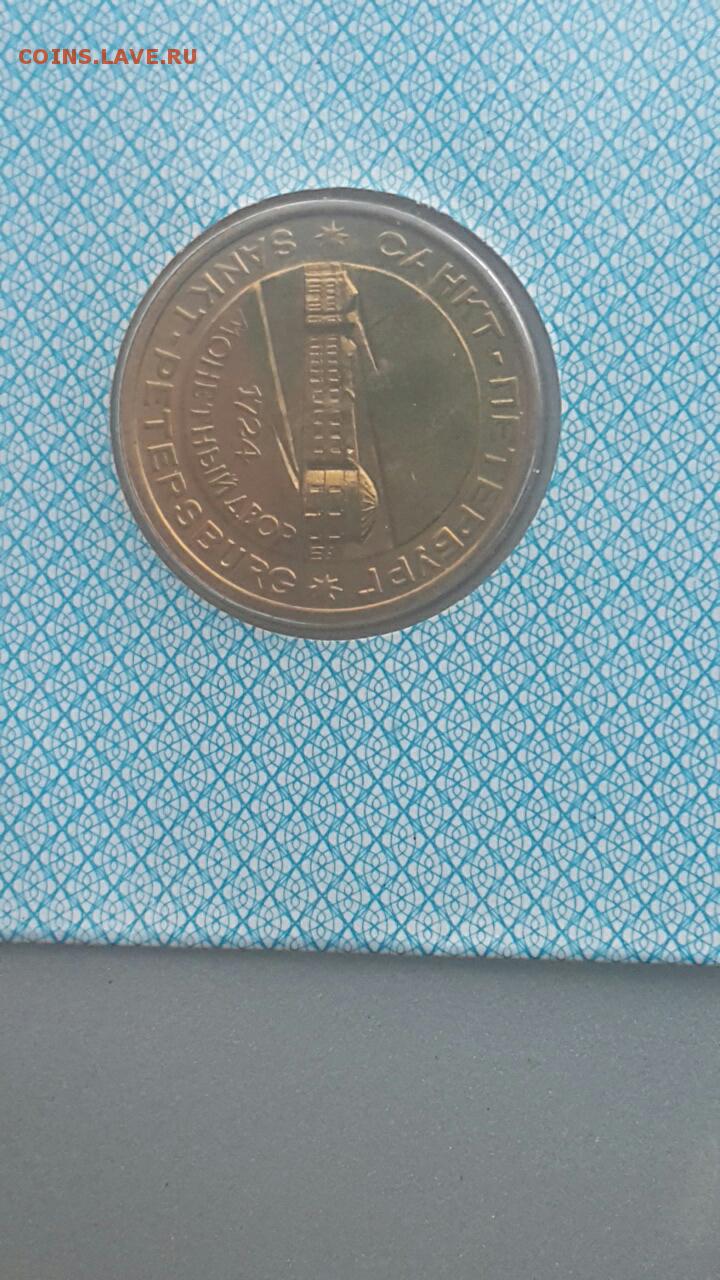 COINS.LAVE.RU
САНКТ-ПЕТЕРБУРГ
SANKT-PETERSBURG
МОНЕТНЫЙ ДВОР
1724